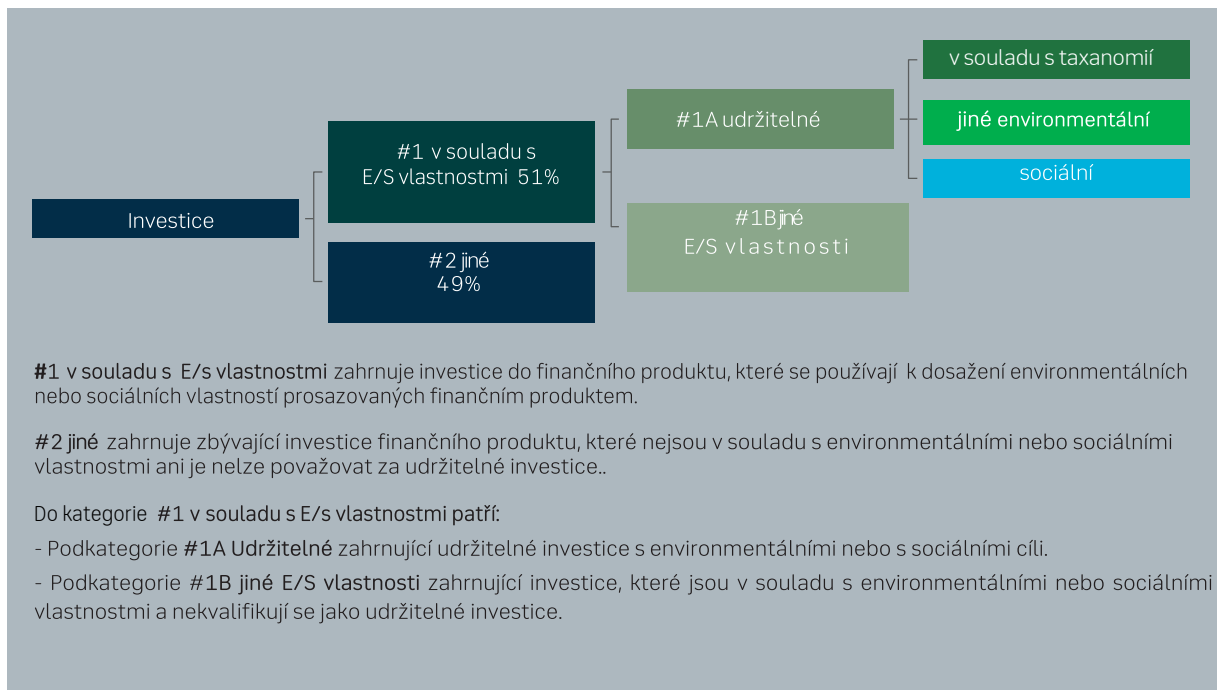 v souladu s taxanomií
#1A udržitelné
jiné environmentální
#1 v souladu s
E/S vlastnostmi 51%
sociální
Investice
#1B jiné
E/S vlastnosti
#2 jiné
49%
#1 v souladu s E/s vlastnostmi zahrnuje investice do finančního produktu, které se používají k dosažení environmentálních
nebo sociálních vlastností prosazovaných finančním produktem.
#2 jiné zahrnuje zbývající investice finančního produktu, které nejsou v souladu s environmentálními nebo sociálními
vlastnostmi ani je nelze považovat za udržitelné investice..
Do kategorie #1 v souladu s E/s vlastnostmi patří:
- Podkategorie #1A Udržitelné zahrnující udržitelné investice s environmentálními nebo s sociálními cíli.
- Podkategorie #1B jiné E/S vlastnosti zahrnující investice, které jsou v souladu s environmentálními nebo sociálními
vlastnostmi a nekvalifikují se jako udržitelné investice.